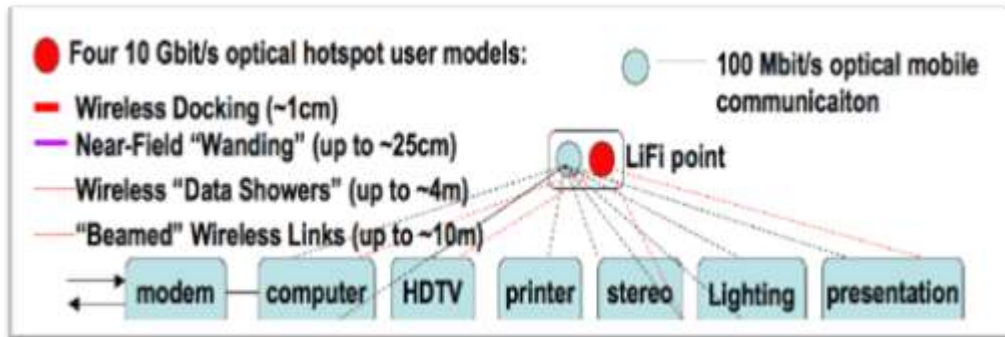 Four 10 Gbit/s optical hotspot user models:
Wireless Docking (~1cm)
Near-Field “Wanding” (up to ~25cm)
Wireless “Data Showers” (up to ~4m)
“Beamed” Wireless Links (up to ~10m)
100 Mbit/s optical mobile
communicaiton
LiFi point
modem computer HDTV printer stereo Lighting presentation